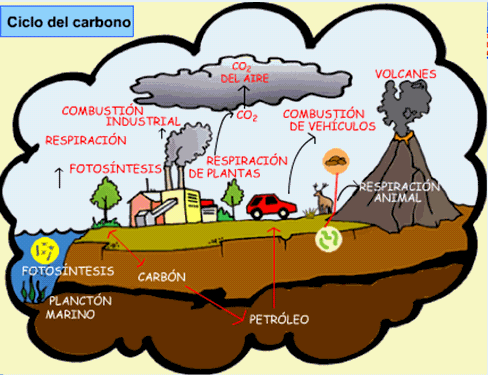 Ciclo del carbono
CO2
DEL AIRE
VOLCANES
COMBUSTIÓN
INDUSTRIAL
CO2
COMBUSTIÓN
DE VEHÍCULOS
RESPIRACIÓN
FOTOSÍNTESIS
RESPIRACIÓN
DE PLANTAS
RESPIRACIÓN
ANIMAL
FOTOSÍNTESIS
CARBÓN
PLANCTÓN
MARINO
PETRÓLEO